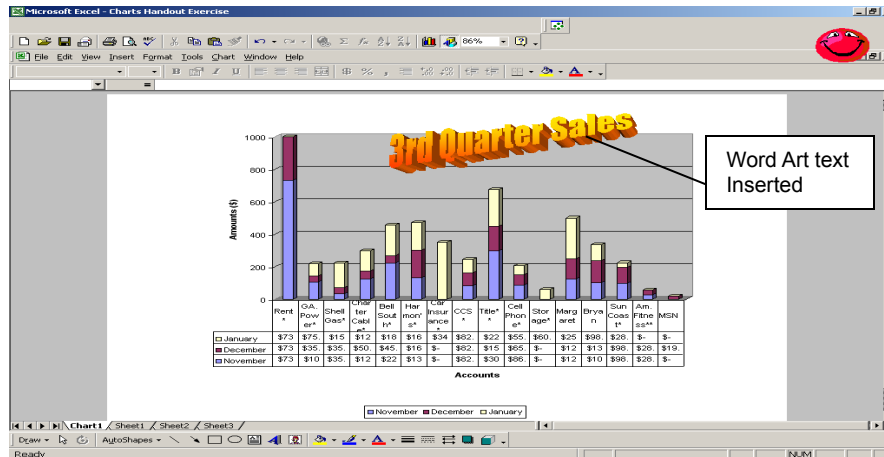 Microsoft Excel - Charts Handout Exercise
86%
File Edit View Insert Format Tools Chart Window Help
B I U $ % ,
=
3rd Quarter Sales
Word Art text
Inserted
1000
800
600
400
200
0
Amounts ($)
Rent* GA. Power* Shell Gas* Charter Cable* Bell South* Harmon's* Car Insurance* CCS* Title* Cell Phone* Storage* Margaret Bryan Sun Coast* Am. Fitness** MSN
January $73 $75. $15 $12 $18 $16 $34 $82. $22 $55. $60. $25 $98. $28. $- $-
December $73 $35. $35. $50. $45. $16 $- $82. $15 $65. $- $12 $13 $98. $28. $19.
November $73 $10 $35. $12 $22 $13 $- $82. $30 $86. $- $12 $10 $98. $28. $-
Accounts
November December January
Chart1 Sheet1 Sheet2 Sheet3
Draw AutoShapes
Ready NUM